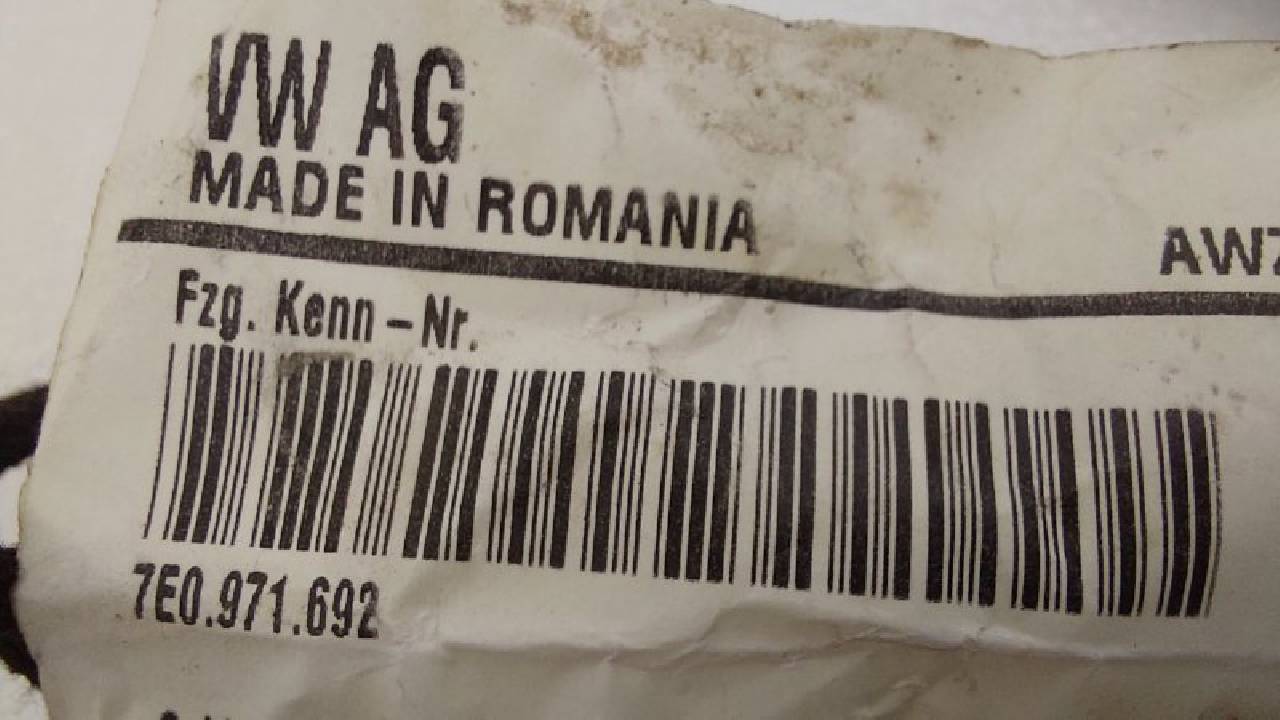 VW AG
MADE IN ROMANIA
Fzg. Kenn-Nr.
7E0.971.692